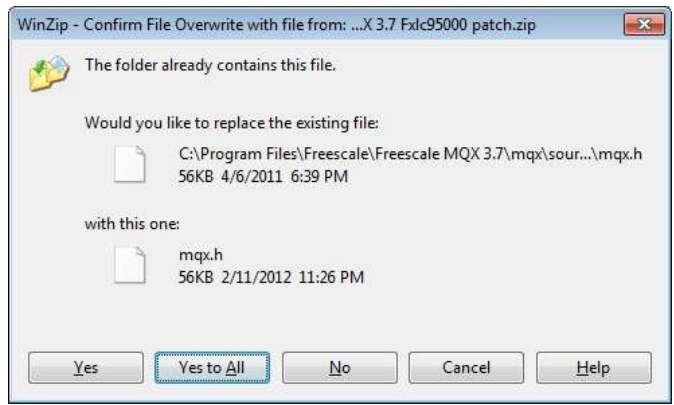 WinZip - Confirm File Overwrite with file from: ...X 3.7 Fxlc95000 patch.zip
The folder already contains this file.
Would you like to replace the existing file:
C:\Program Files\Freescale\Freescale MQX 3.7\mqx\sour...\mqx.h
56KB 4/6/2011 6:39 PM
with this one:
mqx.h
56KB 2/11/2012 11:26 PM
Yes
Yes to All
No
Cancel
Help